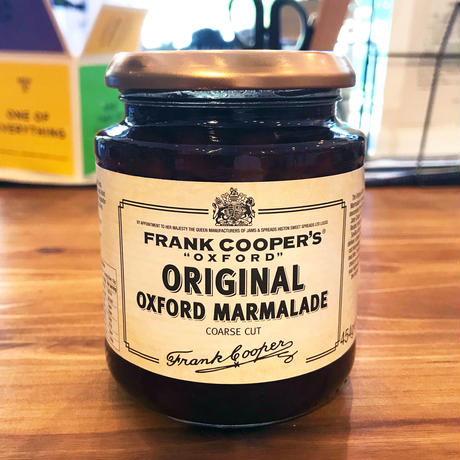 ONE OF
EVERYTHING
BY APPOINTMENT TO HER MAJESTY THE QUEEN MANUFACTURERS OF JAMS & SPREADS HISTON SWEET SPREADS LTD LEEDS
FRANK COOPER'S®
"OXFORD"
ORIGINAL
OXFORD MARMALADE
COARSE CUT
Frank Cooper
454g